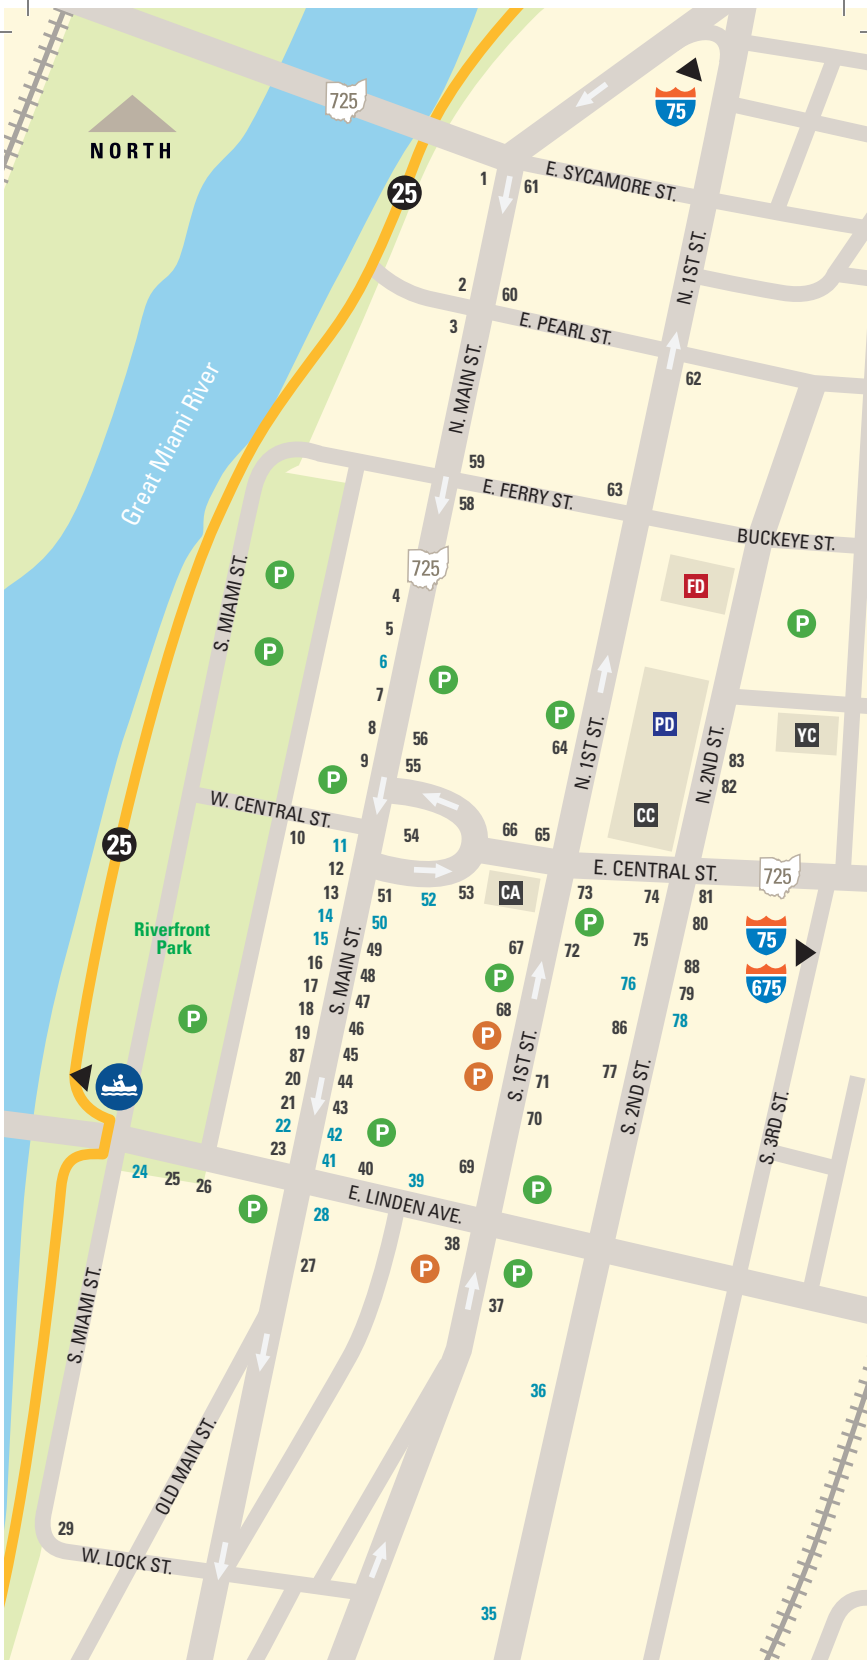 725
75
NORTH
E. SYCAMORE ST.
1
61
25
N. 1ST ST.
2
60
3
E. PEARL ST.
62
N. MAIN ST.
Great Miami River
59
63
E. FERRY ST.
58
BUCKEYE ST.
725
P
FD
4
S. MIAMI ST.
P
5
P
6
P
7
P
PD
YC
8
56
64
N. 1ST ST.
N. 2ND ST.
83
9
55
P
82
W. CENTRAL ST.
CC
10
11
54
66
65
25
12
E. CENTRAL ST.
725
13
51
52
53
CA
73
74
81
14
50
P
80
Riverfront
Park
15
49
67
72
75
75
16
48
P
88
17
S. MAIN ST.
76
79
675
18
47
68
78
P
19
46
P
86
87
45
20
44
P
71
77
S. 1ST ST.
S. 2ND ST.
21
43
70
S. 3RD ST.
22
42
P
23
41
40
69
24
25
26
39
P
P
28
E. LINDEN AVE.
38
27
P
P
37
S. MIAMI ST.
36
OLD MAIN ST.
29
W. LOCK ST.
35